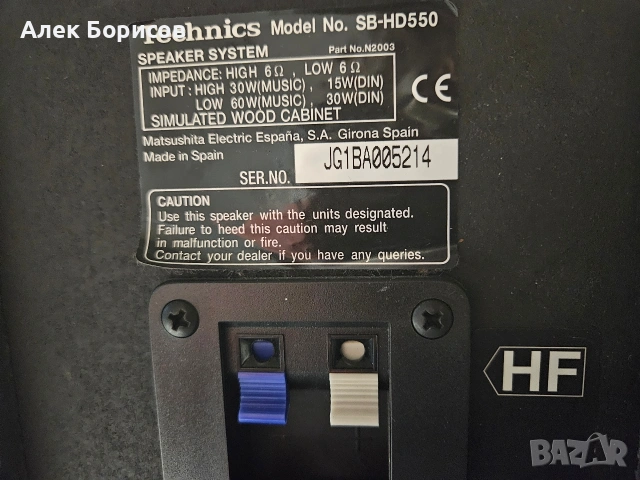 Алек Борисов
Technics Model No. SB-HD550
SPEAKER SYSTEM Part No.N2003
IMPEDANCE: HIGH 6Ω , LOW 6Ω
INPUT : HIGH 30W(MUSIC) , 15W(DIN)
LOW 60W(MUSIC) , 30W(DIN)
SIMULATED WOOD CABINET
CE
Matsushita Electric España, S.A. Girona Spain
Made in Spain
SER.NO. JG1BA005214
CAUTION
Use this speaker with the units designated.
Failure to heed this caution may result
in malfunction or fire.
Contact your dealer if you have any queries.
HF
BAZAR